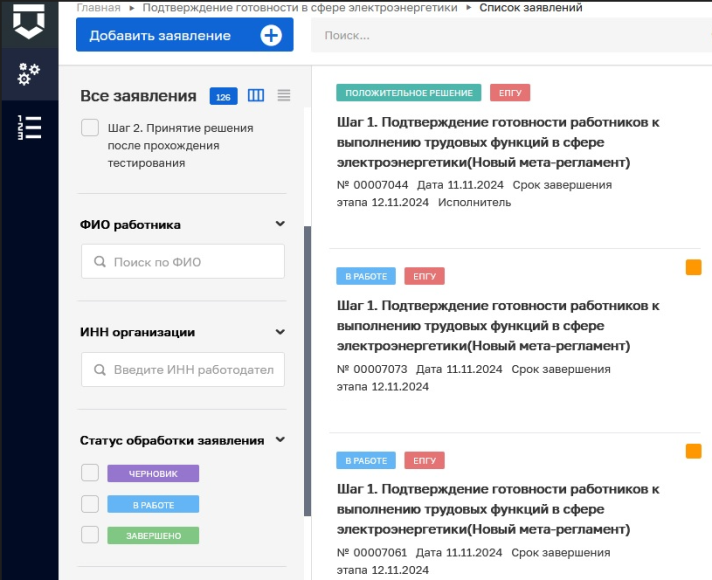 Главная ▸ Подтверждение готовности в сфере электроэнергетики ▸ Список заявлений
Добавить заявление
Поиск...
Все заявления 126
Шаг 2. Принятие решения
после прохождения
тестирования
ФИО работника
Поиск по ФИО
ИНН организации
Введите ИНН работодател
Статус обработки заявления
ЧЕРНОВИК
В РАБОТЕ
ЗАВЕРШЕНО
ПОЛОЖИТЕЛЬНОЕ РЕШЕНИЕ ЕПГУ
Шаг 1. Подтверждение готовности работников к
выполнению трудовых функций в сфере
электроэнергетики(Новый мета-регламент)
№ 00007044 Дата 11.11.2024 Срок завершения
этапа 12.11.2024 Исполнитель
В РАБОТЕ ЕПГУ
Шаг 1. Подтверждение готовности работников к
выполнению трудовых функций в сфере
электроэнергетики(Новый мета-регламент)
№ 00007073 Дата 11.11.2024 Срок завершения
этапа 12.11.2024
В РАБОТЕ ЕПГУ
Шаг 1. Подтверждение готовности работников к
выполнению трудовых функций в сфере
электроэнергетики(Новый мета-регламент)
№ 00007061 Дата 11.11.2024 Срок завершения
этапа 12.11.2024